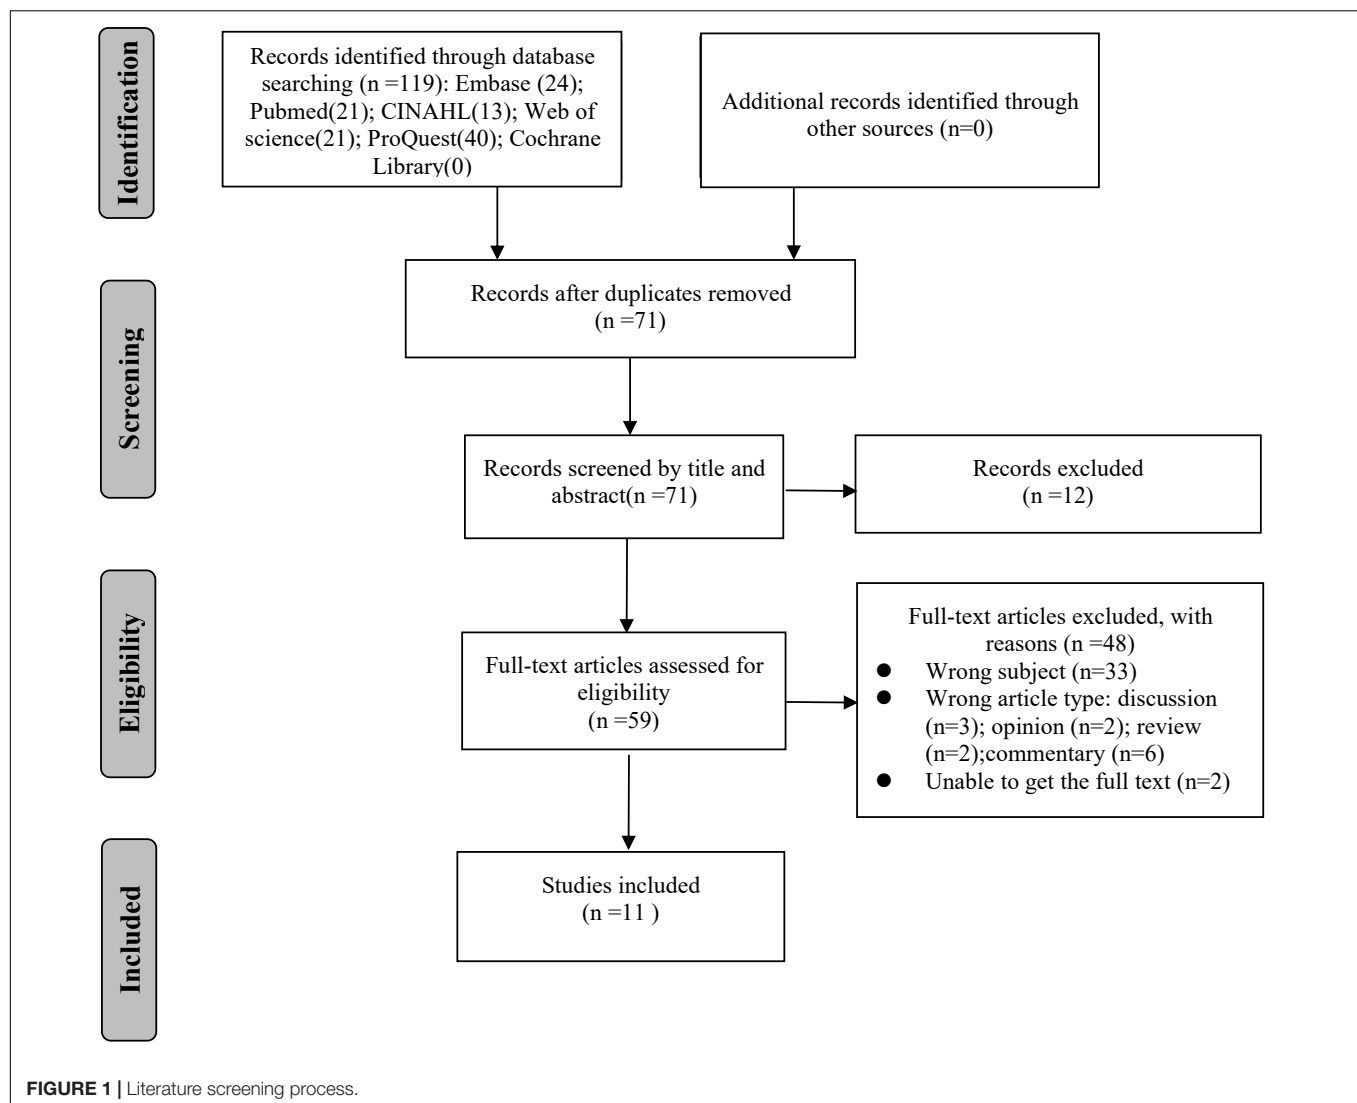 Identification
Records identified through database
searching (n =119): Embase (24);
Pubmed(21); CINAHL(13); Web of
science(21); ProQuest(40); Cochrane
Library(0)
Additional records identified through
other sources (n=0)
Screening
Records after duplicates removed
(n =71)
Records screened by title and
abstract(n =71)
Records excluded
(n =12)
Eligibility
Full-text articles assessed for
eligibility
(n =59)
Full-text articles excluded, with
reasons (n =48)
● Wrong subject (n=33)
● Wrong article type: discussion
(n=3); opinion (n=2); review
(n=2);commentary (n=6)
● Unable to get the full text (n=2)
Included
Studies included
(n =11 )
FIGURE 1 | Literature screening process.